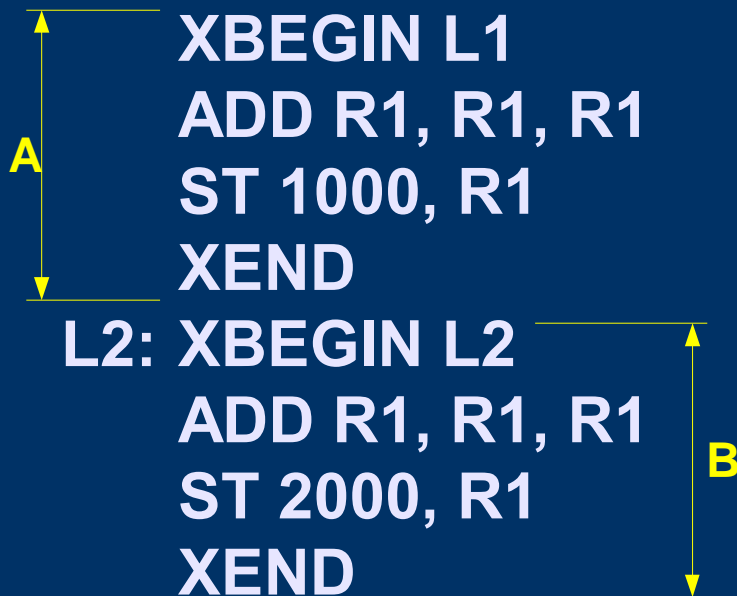 XBEGIN L1
ADD R1, R1, R1
A
ST 1000, R1
XEND
L2: XBEGIN L2
ADD R1, R1, R1
B
ST 2000, R1
XEND